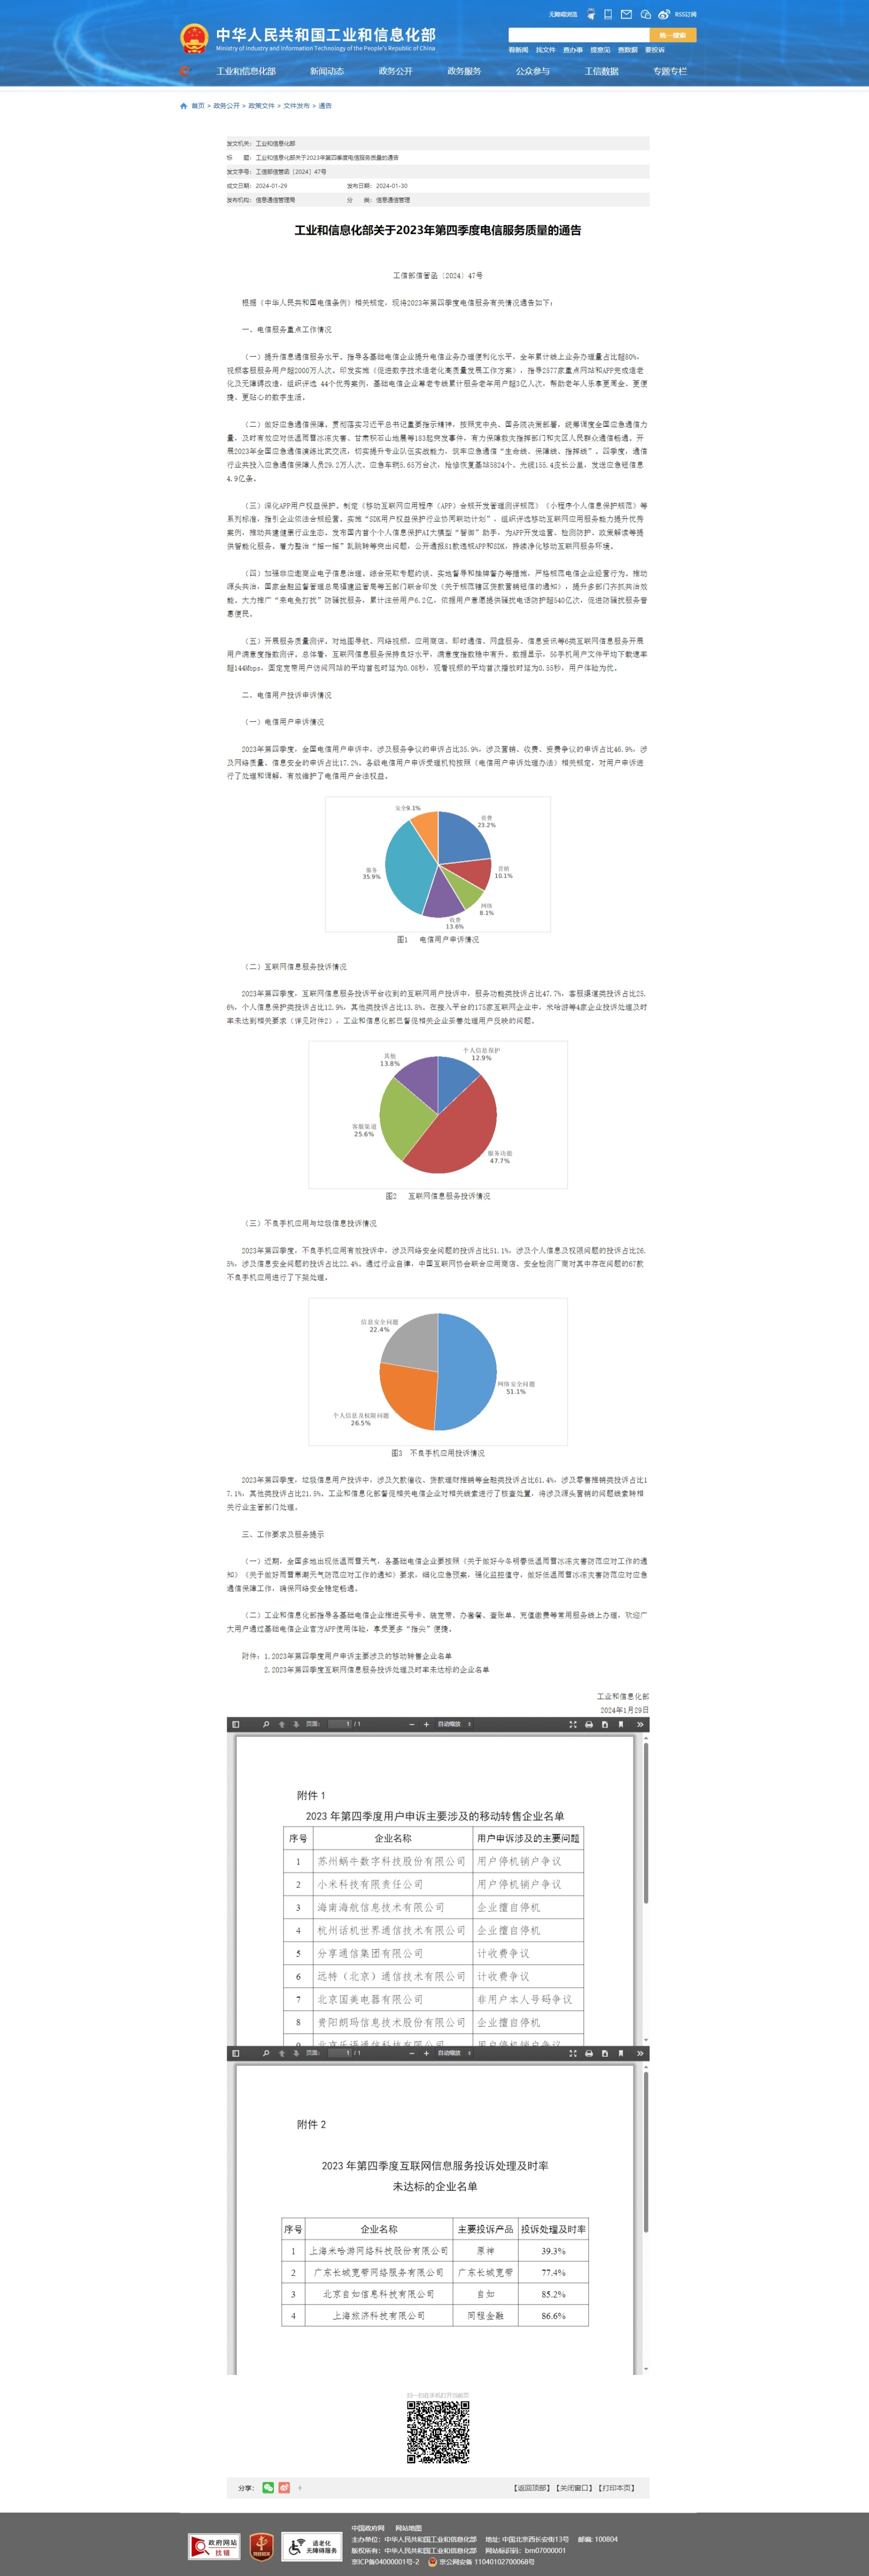 无障碍浏览 RSS订阅
中华人民共和国工业和信息化部
Ministry of Industry and Information Technology of the People's Republic of China
统一搜索
看新闻 找文件 查办事 提意见 查数据 要投诉
工业和信息化部 新闻动态 政务公开 政务服务 公众参与 工信数据 专题专栏
首页 > 政务公开 > 政策文件 > 文件发布 > 通告
发文机关: 工业和信息化部
标 题: 工业和信息化部关于2023年第四季度电信服务质量的通告
发文字号: 工信部信管函〔2024〕47号
成文日期: 2024-01-29 发布日期: 2024-01-30
发布机构: 信息通信管理局 分 类: 信息通信管理
工业和信息化部关于2023年第四季度电信服务质量的通告
工信部信管函〔2024〕47号
根据《中华人民共和国电信条例》相关规定，现将2023年第四季度电信服务有关情况通告如下：
一、电信服务重点工作情况
（一）提升信息通信服务水平。指导各基础电信企业提升电信业务办理便利化水平，全年累计线上业务办理量占比超80%，
视频客服服务用户超2000万人次。印发实施《促进数字技术适老化高质量发展工作方案》，指导2577家重点网站和APP完成适老
化及无障碍改造，组织评选 44个优秀案例，基础电信企业尊老专线累计服务老年用户超3亿人次，帮助老年人乐享更周全、更便
捷、更贴心的数字生活。
（二）做好应急通信保障。贯彻落实习近平总书记重要指示精神，按照党中央、国务院决策部署，统筹调度全国应急通信力
量，及时有效应对低温雨雪冰冻灾害、甘肃积石山地震等183起突发事件，有力保障救灾指挥部门和灾区人民群众通信畅通。开
展2023年全国应急通信演练比武交流，切实提升专业队伍实战能力，筑牢应急通信“生命线、保障线、指挥线”。四季度，通信
行业共投入应急通信保障人员29.2万人次、应急车辆5.65万台次，抢修恢复基站5824个、光缆155.4皮长公里，发送应急短信息
4.9亿条。
（三）深化APP用户权益保护。制定《移动互联网应用程序（APP）合规开发管理测评规范》《小程序个人信息保护规范》等
系列标准，指引企业依法合规经营。实施“SDK用户权益保护行业协同联动计划”，组织评选移动互联网应用服务能力提升优秀
案例，推动共建健康行业生态。发布国内首个个人信息保护AI大模型“智御”助手，为APP开发运营、检测防护、政策解读等提
供智能化服务。着力整治“摇一摇”乱跳转等突出问题，公开通报81款违规APP和SDK，持续净化移动互联网服务环境。
（四）加强非应邀商业电子信息治理。综合采取专题约谈、实地督导和挂牌督办等措施，严格规范电信企业经营行为。推动
源头共治，国家金融监督管理总局福建监管局等五部门联合印发《关于规范辖区贷款营销短信的通知》，提升多部门齐抓共治效
能。大力推广“来电免打扰”防骚扰服务，累计注册用户6.2亿，依据用户意愿提供骚扰电话防护超540亿次，促进防骚扰服务普
惠便民。
（五）开展服务质量测评。对地图导航、网络视频、应用商店、即时通信、网盘服务、信息资讯等6类互联网信息服务开展
用户满意度指数测评。总体看，互联网信息服务保持良好水平，满意度指数稳中有升。数据显示，5G手机用户文件平均下载速率
超144Mbps，固定宽带用户访问网站的平均首包时延为0.08秒，观看视频的平均首次播放时延为0.55秒，用户体验为优。
二、电信用户投诉申诉情况
（一）电信用户申诉情况
2023年第四季度，全国电信用户申诉中，涉及服务争议的申诉占比35.9%，涉及营销、收费、资费争议的申诉占比46.9%，涉
及网络质量、信息安全的申诉占比17.2%。各级电信用户申诉受理机构按照《电信用户申诉处理办法》相关规定，对用户申诉进
行了处理和调解，有效维护了电信用户合法权益。
安全9.1%
资费
23.2%
服务
35.9%
营销
10.1%
网络
8.1%
收费
13.6%
图1 电信用户申诉情况
（二）互联网信息服务投诉情况
2023年第四季度，互联网信息服务投诉平台收到的互联网用户投诉中，服务功能类投诉占比47.7%，客服渠道类投诉占比25.
6%，个人信息保护类投诉占比12.9%，其他类投诉占比13.8%。在接入平台的175家互联网企业中，米哈游等4家企业投诉处理及时
率未达到相关要求（详见附件2），工业和信息化部已督促相关企业妥善处理用户反映的问题。
其他
13.8%
个人信息保护
12.9%
客服渠道
25.6%
服务功能
47.7%
图2 互联网信息服务投诉情况
（三）不良手机应用与垃圾信息投诉情况
2023年第四季度，不良手机应用有效投诉中，涉及网络安全问题的投诉占比51.1%，涉及个人信息及权限问题的投诉占比26.
5%，涉及信息安全问题的投诉占比22.4%。通过行业自律，中国互联网协会联合应用商店、安全检测厂商对其中存在问题的67款
不良手机应用进行了下架处理。
信息安全问题
22.4%
网络安全问题
51.1%
个人信息及权限问题
26.5%
图3 不良手机应用投诉情况
2023年第四季度，垃圾信息用户投诉中，涉及欠款催收、贷款理财推销等金融类投诉占比61.4%，涉及零售推销类投诉占比1
7.1%，其他类投诉占比21.5%。工业和信息化部督促相关电信企业对相关线索进行了核查处置，将涉及源头营销的问题线索转相
关行业主管部门处理。
三、工作要求及服务提示
（一）近期，全国多地出现低温雨雪天气，各基础电信企业要按照《关于做好今冬明春低温雨雪冰冻灾害防范应对工作的通
知》《关于做好雨雪寒潮天气防范应对工作的通知》要求，细化应急预案，强化监控值守，做好低温雨雪冰冻灾害防范应对应急
通信保障工作，确保网络安全稳定畅通。
（二）工业和信息化部指导各基础电信企业推进买号卡、装宽带、办套餐、查账单、充值缴费等常用服务线上办理，欢迎广
大用户通过基础电信企业官方APP使用体验，享受更多“指尖”便捷。
附件：1.2023年第四季度用户申诉主要涉及的移动转售企业名单
2.2023年第四季度互联网信息服务投诉处理及时率未达标的企业名单
工业和信息化部
2024年1月29日
页面: 1 / 1 自动缩放
附件 1
2023 年第四季度用户申诉主要涉及的移动转售企业名单
序号 企业名称 用户申诉涉及的主要问题
1 苏州蜗牛数字科技股份有限公司 用户停机销户争议
2 小米科技有限责任公司 用户停机销户争议
3 海南海航信息技术有限公司 企业擅自停机
4 杭州话机世界通信技术有限公司 企业擅自停机
5 分享通信集团有限公司 计收费争议
6 远特（北京）通信技术有限公司 计收费争议
7 北京国美电器有限公司 非用户本人号码争议
8 贵阳朗玛信息技术股份有限公司 企业擅自停机
9 北京乐语通信科技有限公司 用户停机销户争议
页面: 1 / 1 自动缩放
附件 2
2023 年第四季度互联网信息服务投诉处理及时率
未达标的企业名单
序号 企业名称 主要投诉产品 投诉处理及时率
1 上海米哈游网络科技股份有限公司 原神 39.3%
2 广东长城宽带网络服务有限公司 广东长城宽带 77.4%
3 北京自如信息科技有限公司 自如 85.2%
4 上海旅济科技有限公司 同程金融 86.6%
扫一扫在手机打开当前页
分享:
【返回顶部】【关闭窗口】【打印本页】
政府网站
找错
适老化
无障碍服务
中国政府网 网站地图
主办单位：中华人民共和国工业和信息化部 地址: 中国北京西长安街13号 邮编: 100804
版权所有：中华人民共和国工业和信息化部 网站标识码：bm07000001
京ICP备04000001号-2 京公网安备 11040102700068号